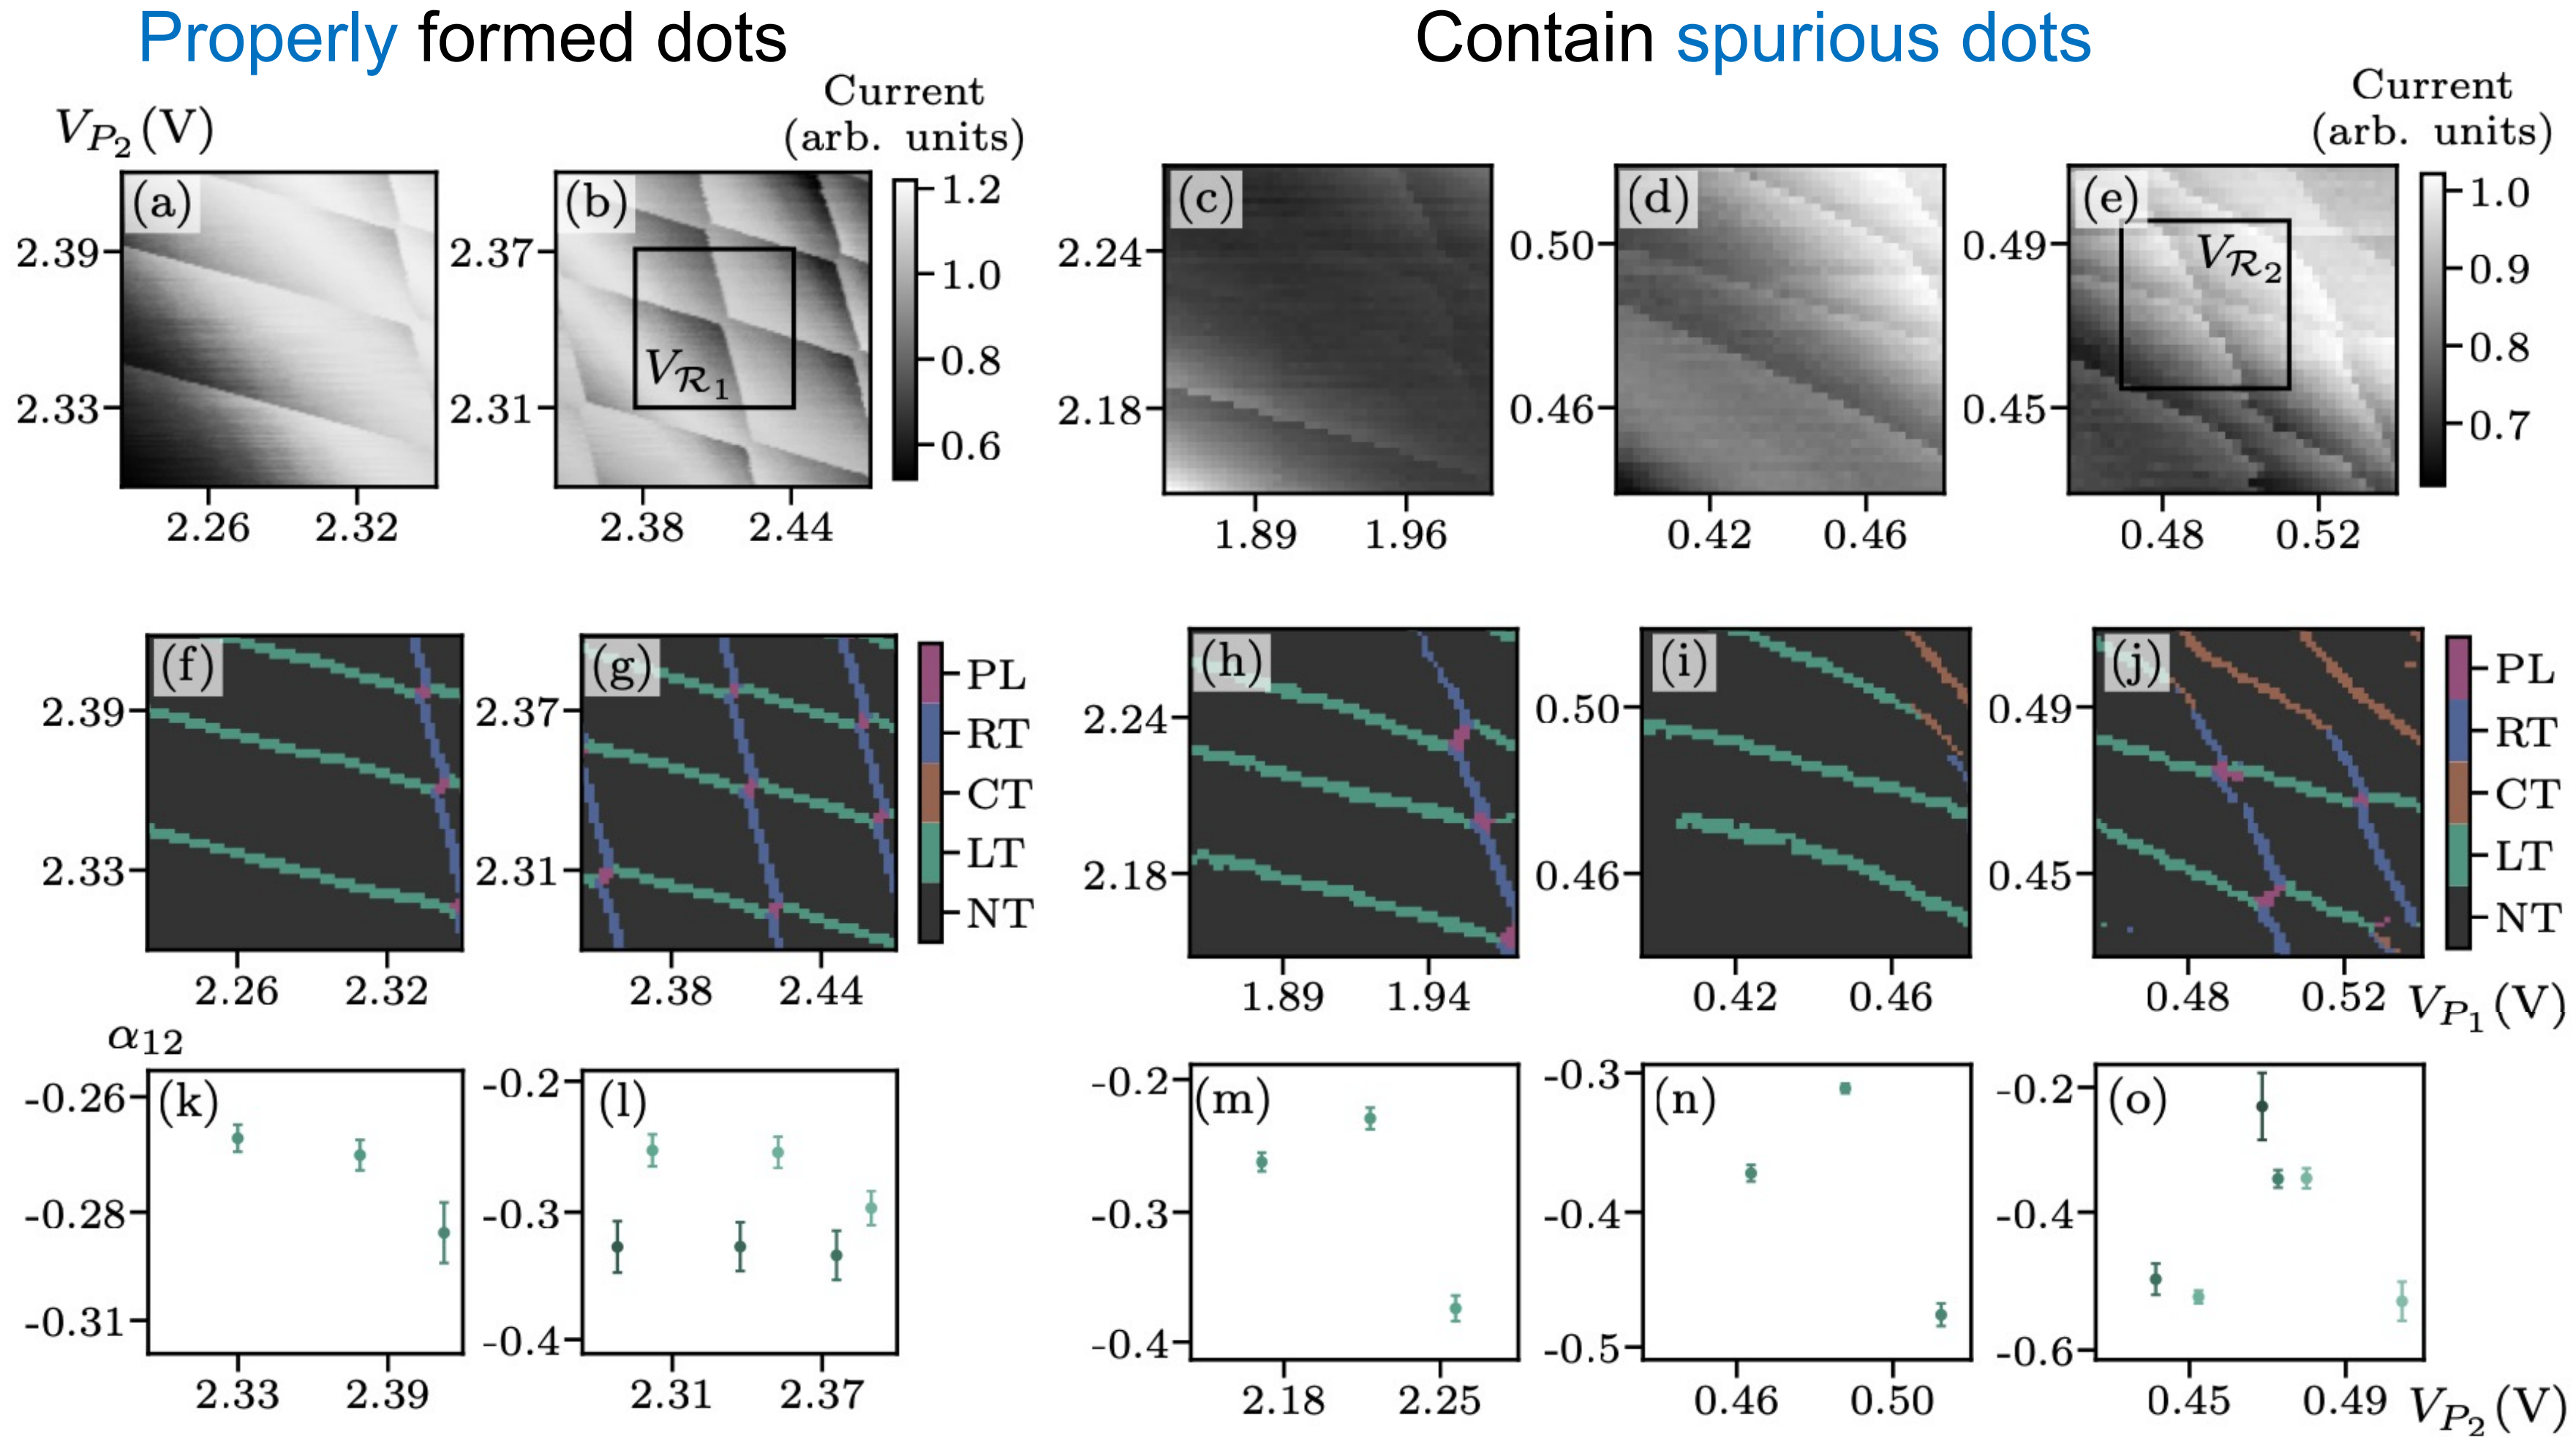 Properly formed dots
Contain spurious dots
V_{P_2}(V)
Current
(arb. units)
Current
(arb. units)
(a)
2.39
2.33
2.26 2.32
(b)
2.37
2.31
V_{\mathcal{R}_1}
2.38 2.44
1.2
1.0
0.8
0.6
(c)
2.24
2.18
1.89 1.96
(d)
0.50
0.46
0.42 0.46
(e)
0.49
0.45
V_{\mathcal{R}_2}
0.48 0.52
1.0
0.9
0.8
0.7
(f)
2.39
2.33
2.26 2.32
(g)
2.37
2.31
2.38 2.44
PL
RT
CT
LT
NT
(h)
2.24
2.18
1.89 1.94
(i)
0.50
0.46
0.42 0.46
(j)
0.49
0.45
0.48 0.52
V_{P_1}(V)
PL
RT
CT
LT
NT
α_{12}
(k)
-0.26
-0.28
-0.31
2.33 2.39
(l)
-0.2
-0.3
-0.4
2.31 2.37
(m)
-0.2
-0.3
-0.4
2.18 2.25
(n)
-0.3
-0.4
-0.5
0.46 0.50
(o)
-0.2
-0.4
-0.6
0.45 0.49
V_{P_2}(V)